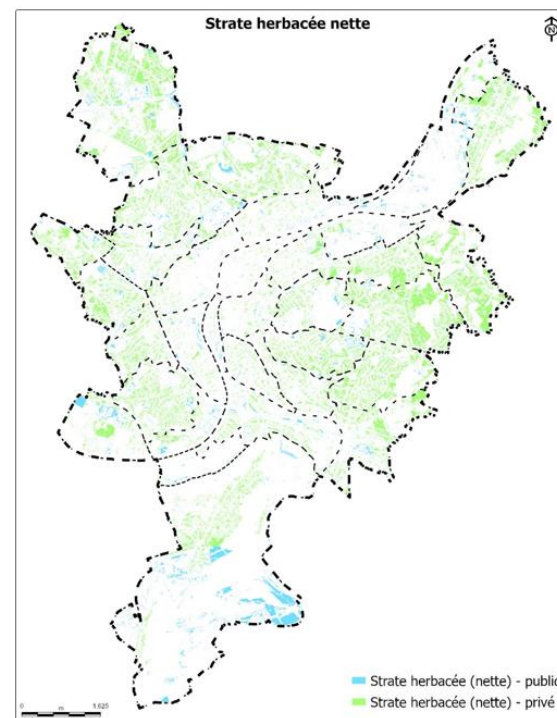 Strate herbacée nette
N
Strate herbacée (nette) - public
Strate herbacée (nette) - privé
0 m 1.625